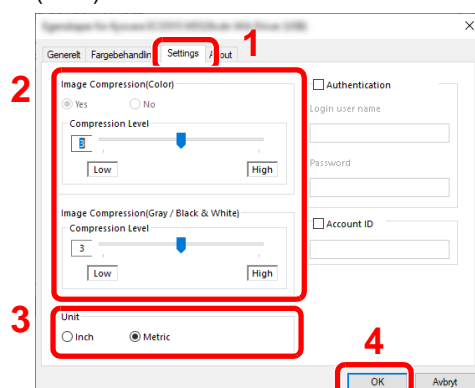 Generelt Fargebehandlin Settings About
1
2
Image Compression(Color)
Yes No
Compression Level
3
Low High
Image Compression(Gray / Black & White)
Compression Level
3
Low High
Authentication
Login user name
Password
Account ID
3
Unit
Inch Metric
4
OK Avbryt